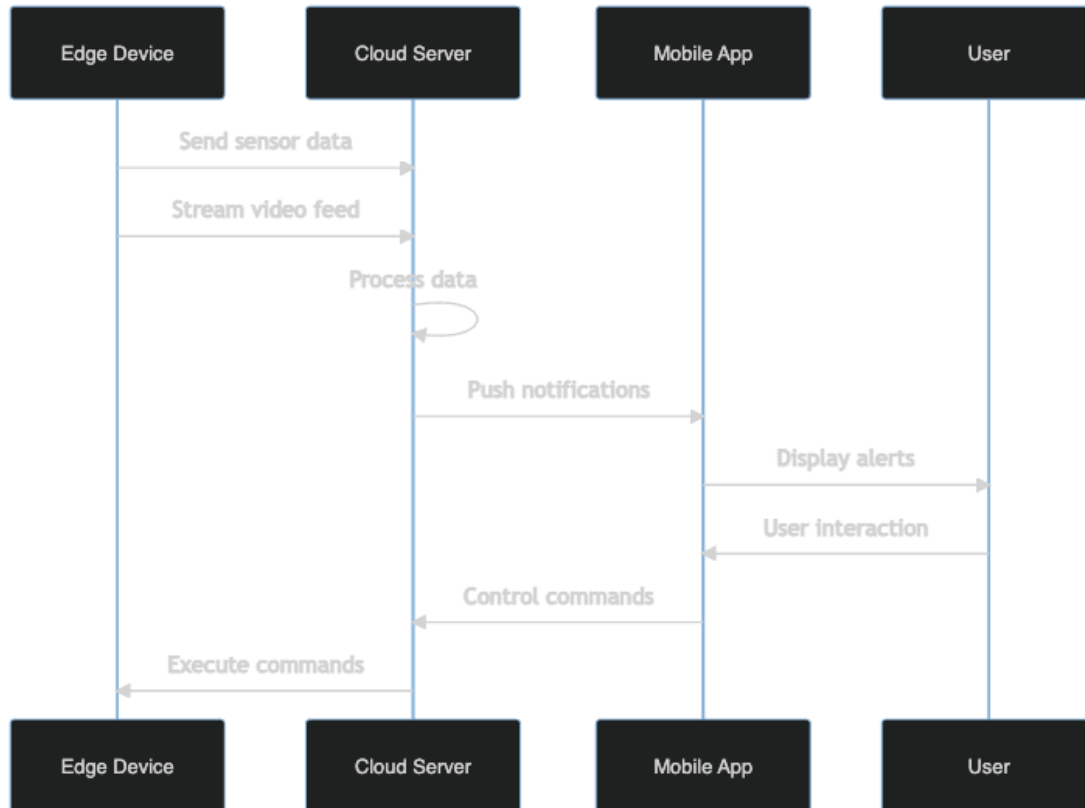 Edge Device Cloud Server Mobile App User
Send sensor data
Stream video feed
Process data
Push notifications
Display alerts
User interaction
Control commands
Execute commands
Edge Device Cloud Server Mobile App User